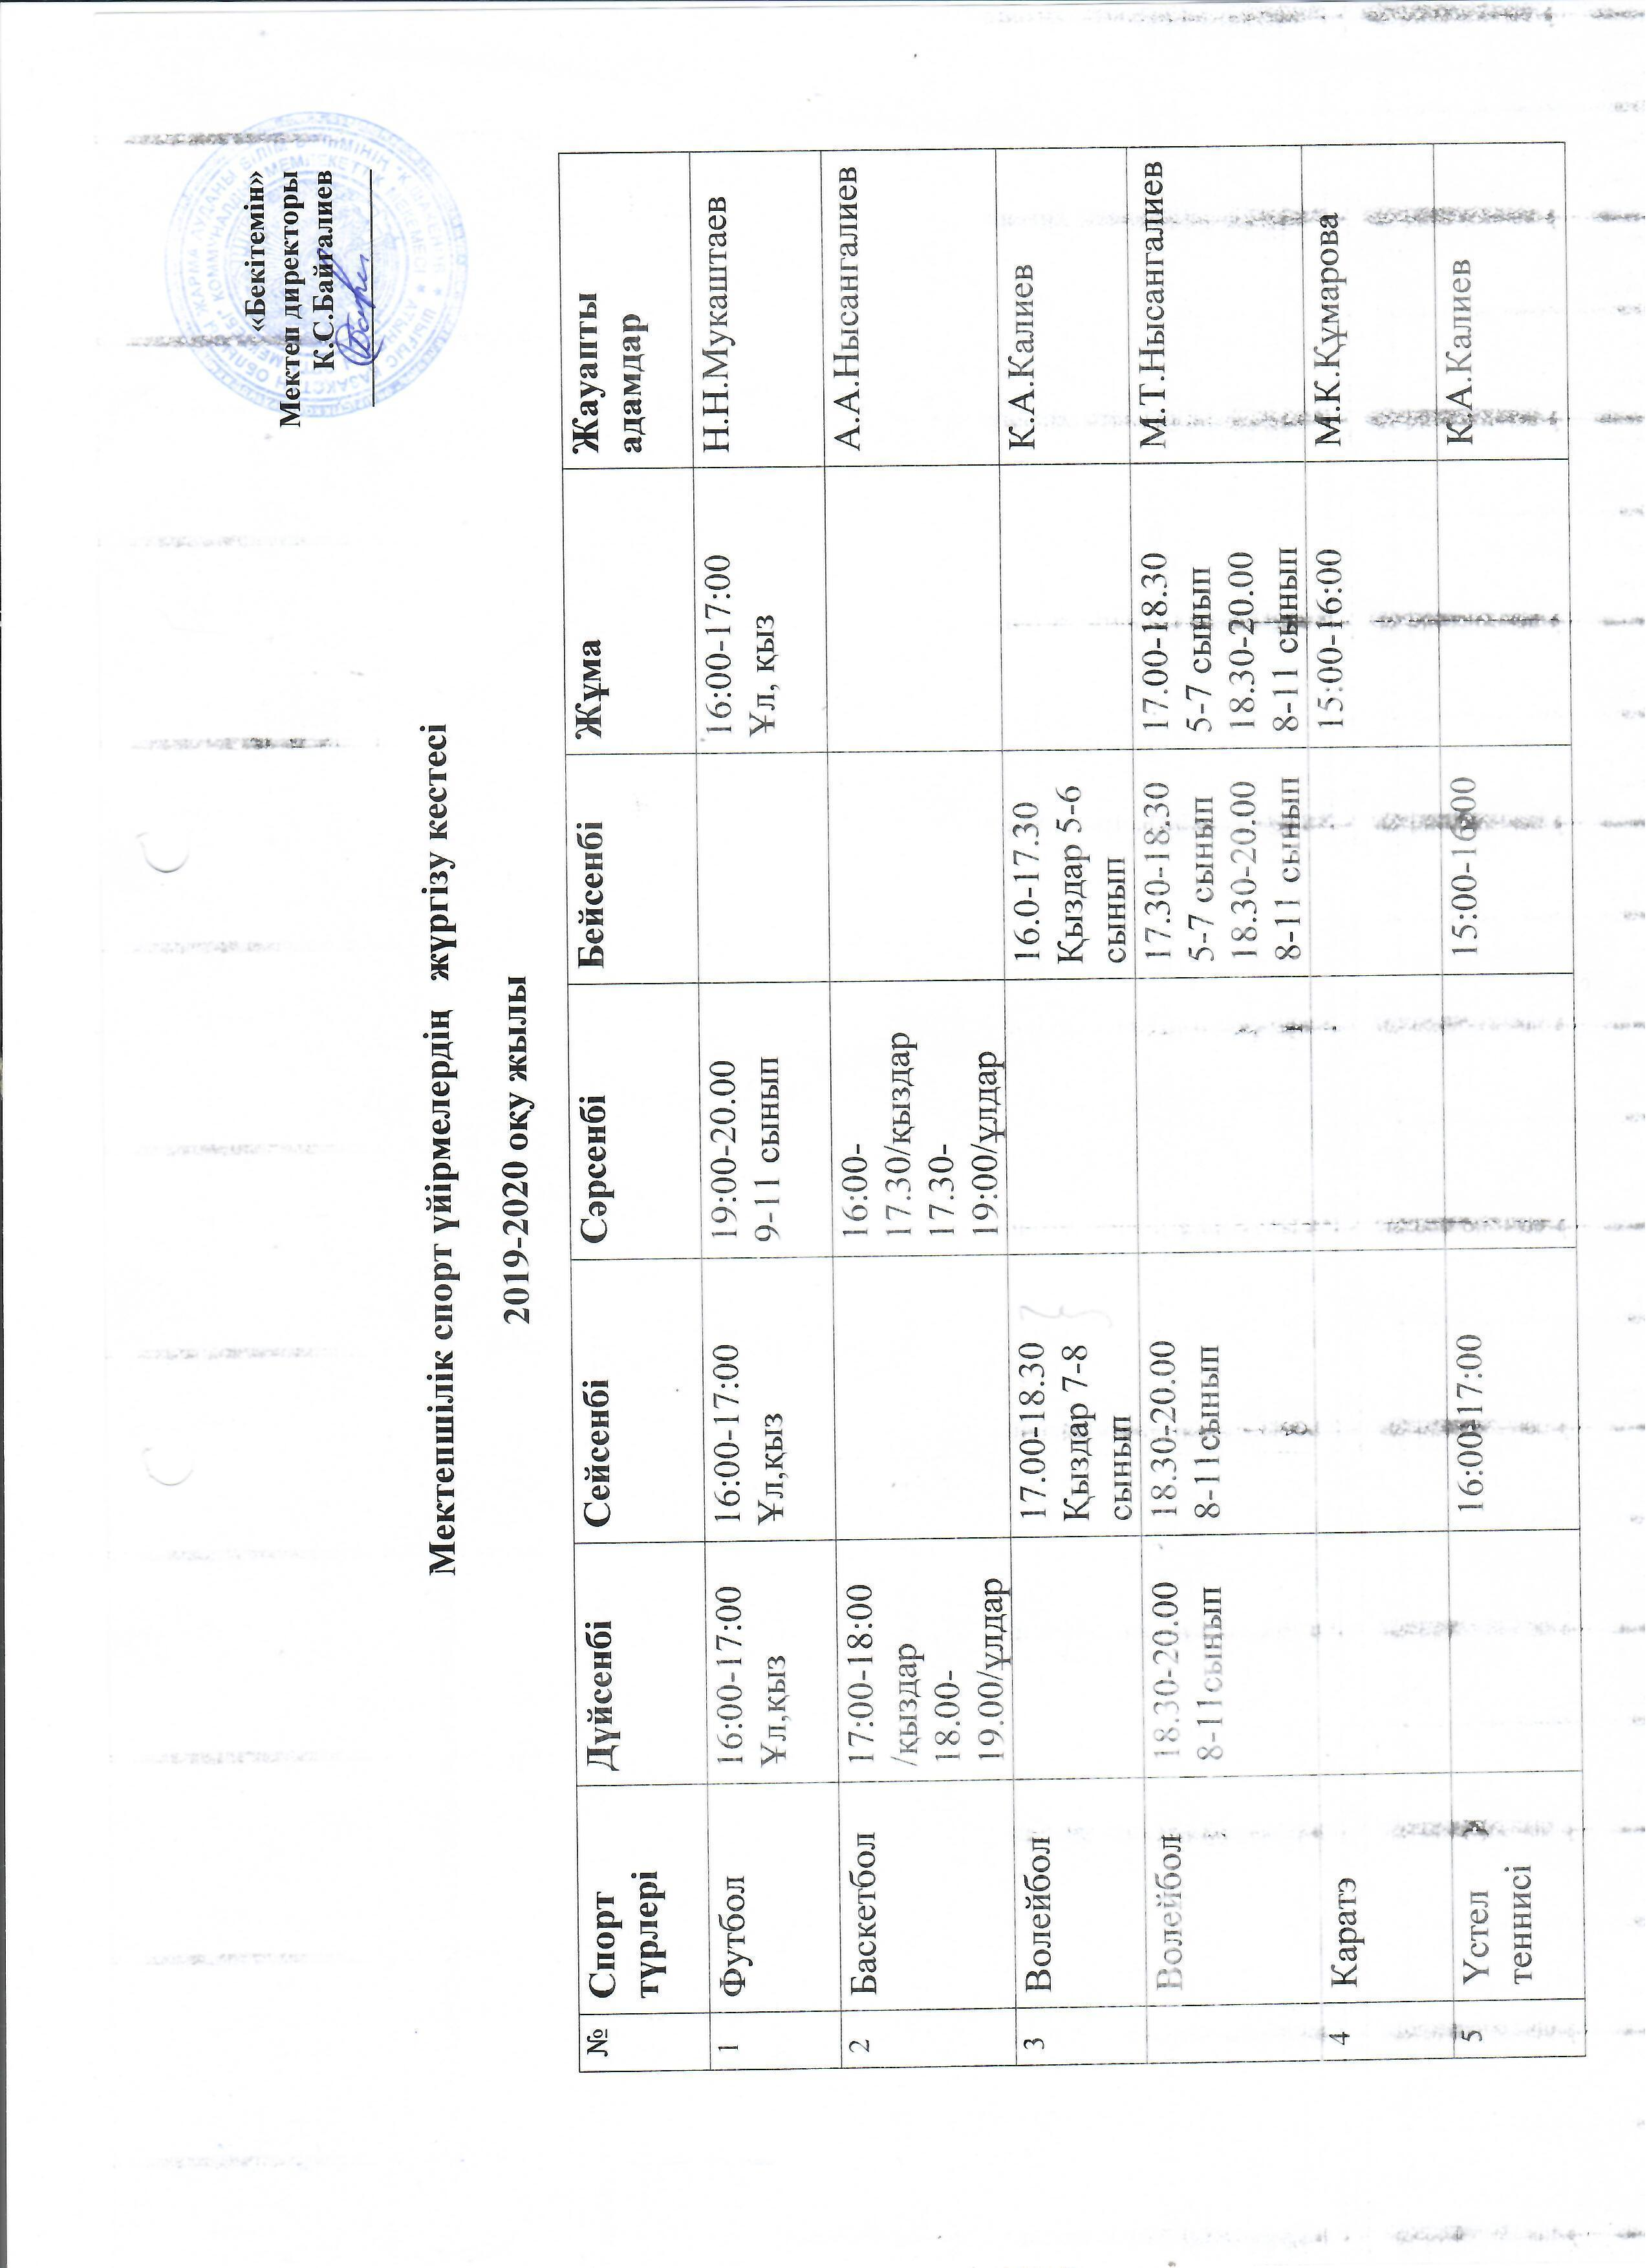 «Бекітемін»
Мектеп директоры
К.С.Байғалиев
Мектепшілік спорт үйірмелердің жүргізу кестесі
2019-2020 оқу жылы
№ Спорт түрлері Дүйсенбі Сейсенбі Сәрсенбі Бейсенбі Жұма Жауапты адамдар
1 Футбол 16:00-17:00 Ұл,қыз 16:00-17:00 Ұл,қыз 19:00-20.00 9-11 сынып 16:00-17:00 Ұл, қыз Н.Н.Мукаштаев
2 Баскетбол 17:00-18:00 /қыздар 18.00-19.00/ұлдар 16:00-17.30/қыздар 17.30-19:00/ұлдар А.А.Нысангалиев
3 Волейбол 17.00-18.30 Қыздар 7-8 сынып 16.0-17.30 Қыздар 5-6 сынып К.А.Калиев
Волейбол 18.30-20.00 8-11сынып 18.30-20.00 8-11сынып 17.30-18.30 5-7 сынып 18.30-20.00 8-11 сынып 17.00-18.30 5-7 сынып 18.30-20.00 8-11 сынып М.Т.Нысангалиев
4 Каратэ 15:00-16:00 М.К.Құмарова
5 Үстел теннисі 16:00-17:00 15:00-16:00 К.А.Калиев